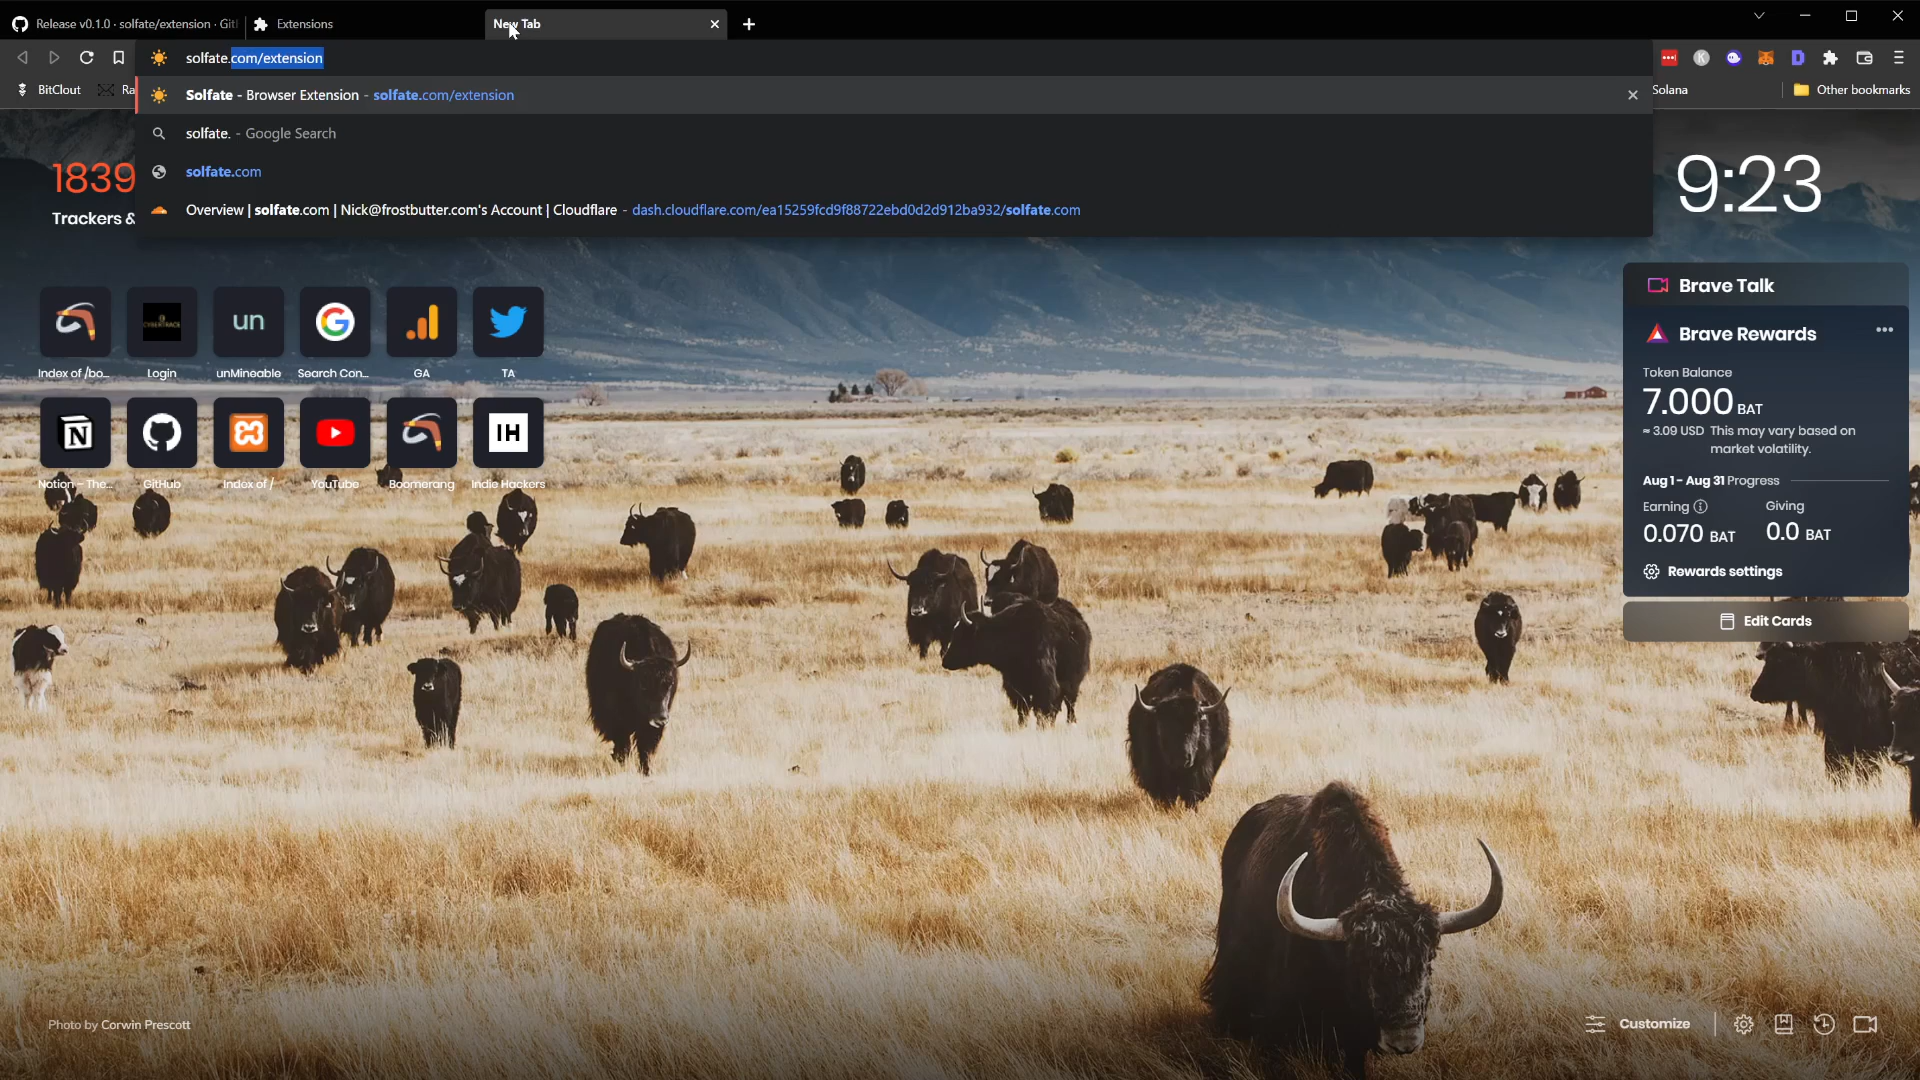 Release v0.1.0 · solfate/extension · Git
Extensions
New Tab
solfate.com/extension
BitClout
Ra
Solana
Other bookmarks
Solfate - Browser Extension - solfate.com/extension
solfate. - Google Search
solfate.com
Overview | solfate.com | Nick@frostbutter.com's Account | Cloudflare - dash.cloudflare.com/ea15259fcd9f88722ebd0d2d912ba932/solfate.com
1839
Trackers &
9:23
Brave Talk
Brave Rewards
Token Balance
7.000 BAT
≈ 3.09 USD This may vary based on
market volatility.
Aug 1 - Aug 31 Progress
Earning
Giving
0.070 BAT
0.0 BAT
Rewards settings
Edit Cards
un
Index of /bo...
Login
unMineable
Search Con...
GA
TA
N
IH
Notion – The...
GitHub
Index of /
YouTube
Boomerang
Indie Hackers
Photo by Corwin Prescott
Customize